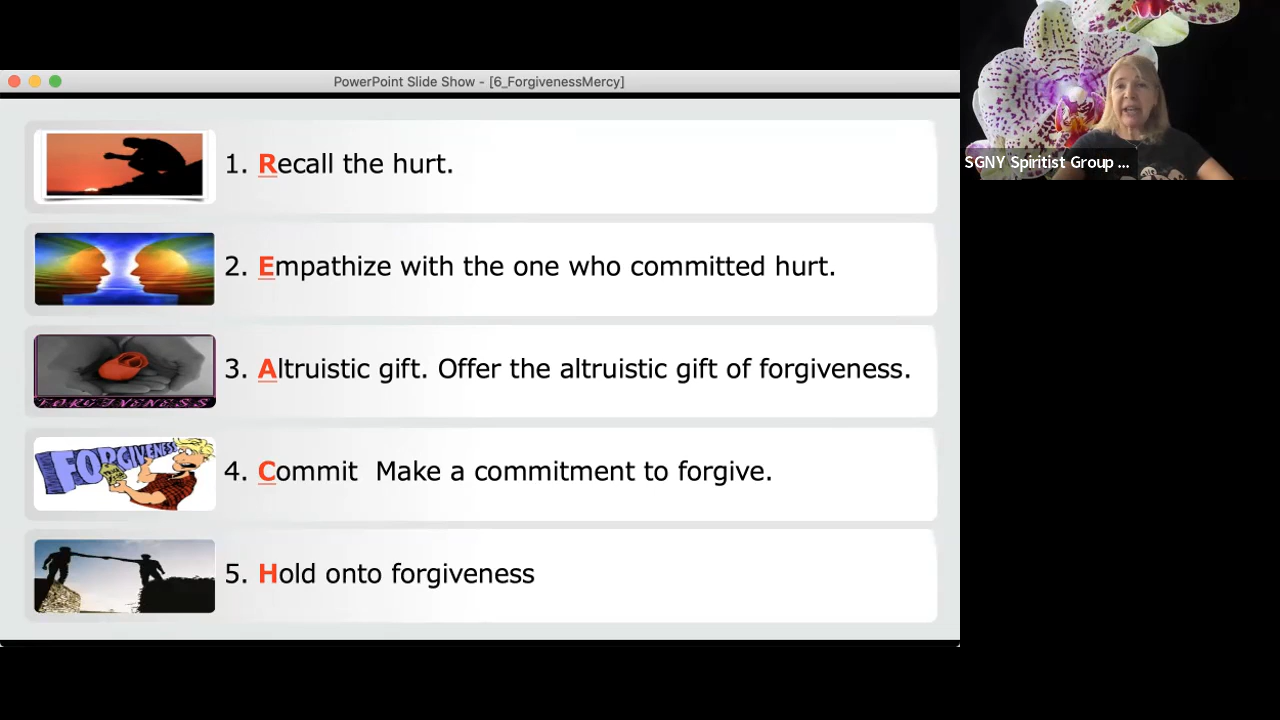 PowerPoint Slide Show - [6_ForgivenessMercy]
1. Recall the hurt.
2. Empathize with the one who committed hurt.
FORGIVENESS
3. Altruistic gift. Offer the altruistic gift of forgiveness.
FORGIVENESS
4. Commit  Make a commitment to forgive.
5. Hold onto forgiveness
SGNY Spiritist Group ...